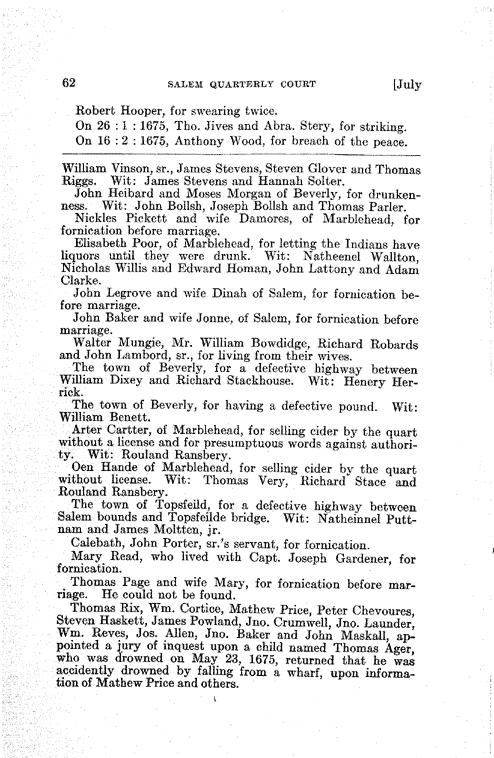 62 SALEM QUARTERLY COURT [July
Robert Hooper, for swearing twice.
On 26 : 1 : 1675, Tho. Jives and Abra. Stery, for striking.
On 16 : 2 : 1675, Anthony Wood, for breach of the peace.
William Vinson, sr., James Stevens, Steven Glover and Thomas
Riggs. Wit: James Stevens and Hannah Solter.
John Heibard and Moses Morgan of Beverly, for drunken-
ness. Wit: John Bollsh, Joseph Bollsh and Thomas Parler.
Nickles Pickett and wife Damores, of Marblehead, for
fornication before marriage.
Elisabeth Poor, of Marblehead, for letting the Indians have
liquors until they were drunk. Wit: Natheenel Wallton,
Nicholas Willis and Edward Homan, John Lattony and Adam
Clarke.
John Legrove and wife Dinah of Salem, for fornication be-
fore marriage.
John Baker and wife Jonne, of Salem, for fornication before
marriage.
Walter Mungie, Mr. William Bowdidge, Richard Robards
and John Lambord, sr., for living from their wives.
The town of Beverly, for a defective highway between
William Dixey and Richard Stackhouse. Wit: Henery Her-
rick.
The town of Beverly, for having a defective pound. Wit:
William Benett.
Arter Cartter, of Marblehead, for selling cider by the quart
without a license and for presumptuous words against authori-
ty. Wit: Rouland Ransbery.
Oen Hande of Marblehead, for selling cider by the quart
without license. Wit: Thomas Very, Richard Stace and
Rouland Ransbery.
The town of Topsfeild, for a defective highway between
Salem bounds and Topsfeilde bridge. Wit: Natheinnel Putt-
nam and James Moltten, jr.
Calebath, John Porter, sr.'s servant, for fornication.
Mary Read, who lived with Capt. Joseph Gardener, for
fornication.
Thomas Page and wife Mary, for fornication before mar-
riage. He could not be found.
Thomas Rix, Wm. Cortice, Mathew Price, Peter Chevoures,
Steven Haskett, James Powland, Jno. Crumwell, Jno. Launder,
Wm. Reves, Jos. Allen, Jno. Baker and John Maskall, ap-
pointed a jury of inquest upon a child named Thomas Ager,
who was drowned on May 23, 1675, returned that he was
accidently drowned by falling from a wharf, upon informa-
tion of Mathew Price and others.